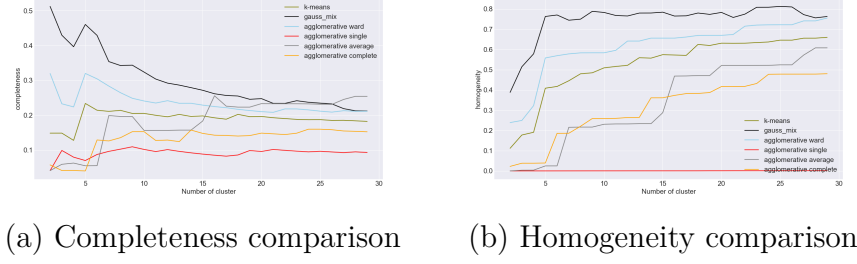 0.5
0.4
0.3
0.2
0.1
completeness
5
10
15
20
25
30
Number of cluster
k-means
gauss_mix
agglomerative ward
agglomerative single
agglomerative average
agglomerative complete
0.8
0.7
0.6
0.5
0.4
0.3
0.2
0.1
0.0
homogeneity
0
5
10
15
20
25
30
Number of cluster
k-means
gauss_mix
agglomerative ward
agglomerative single
agglomerative average
agglomerative complete
(a) Completeness comparison
(b) Homogeneity comparison